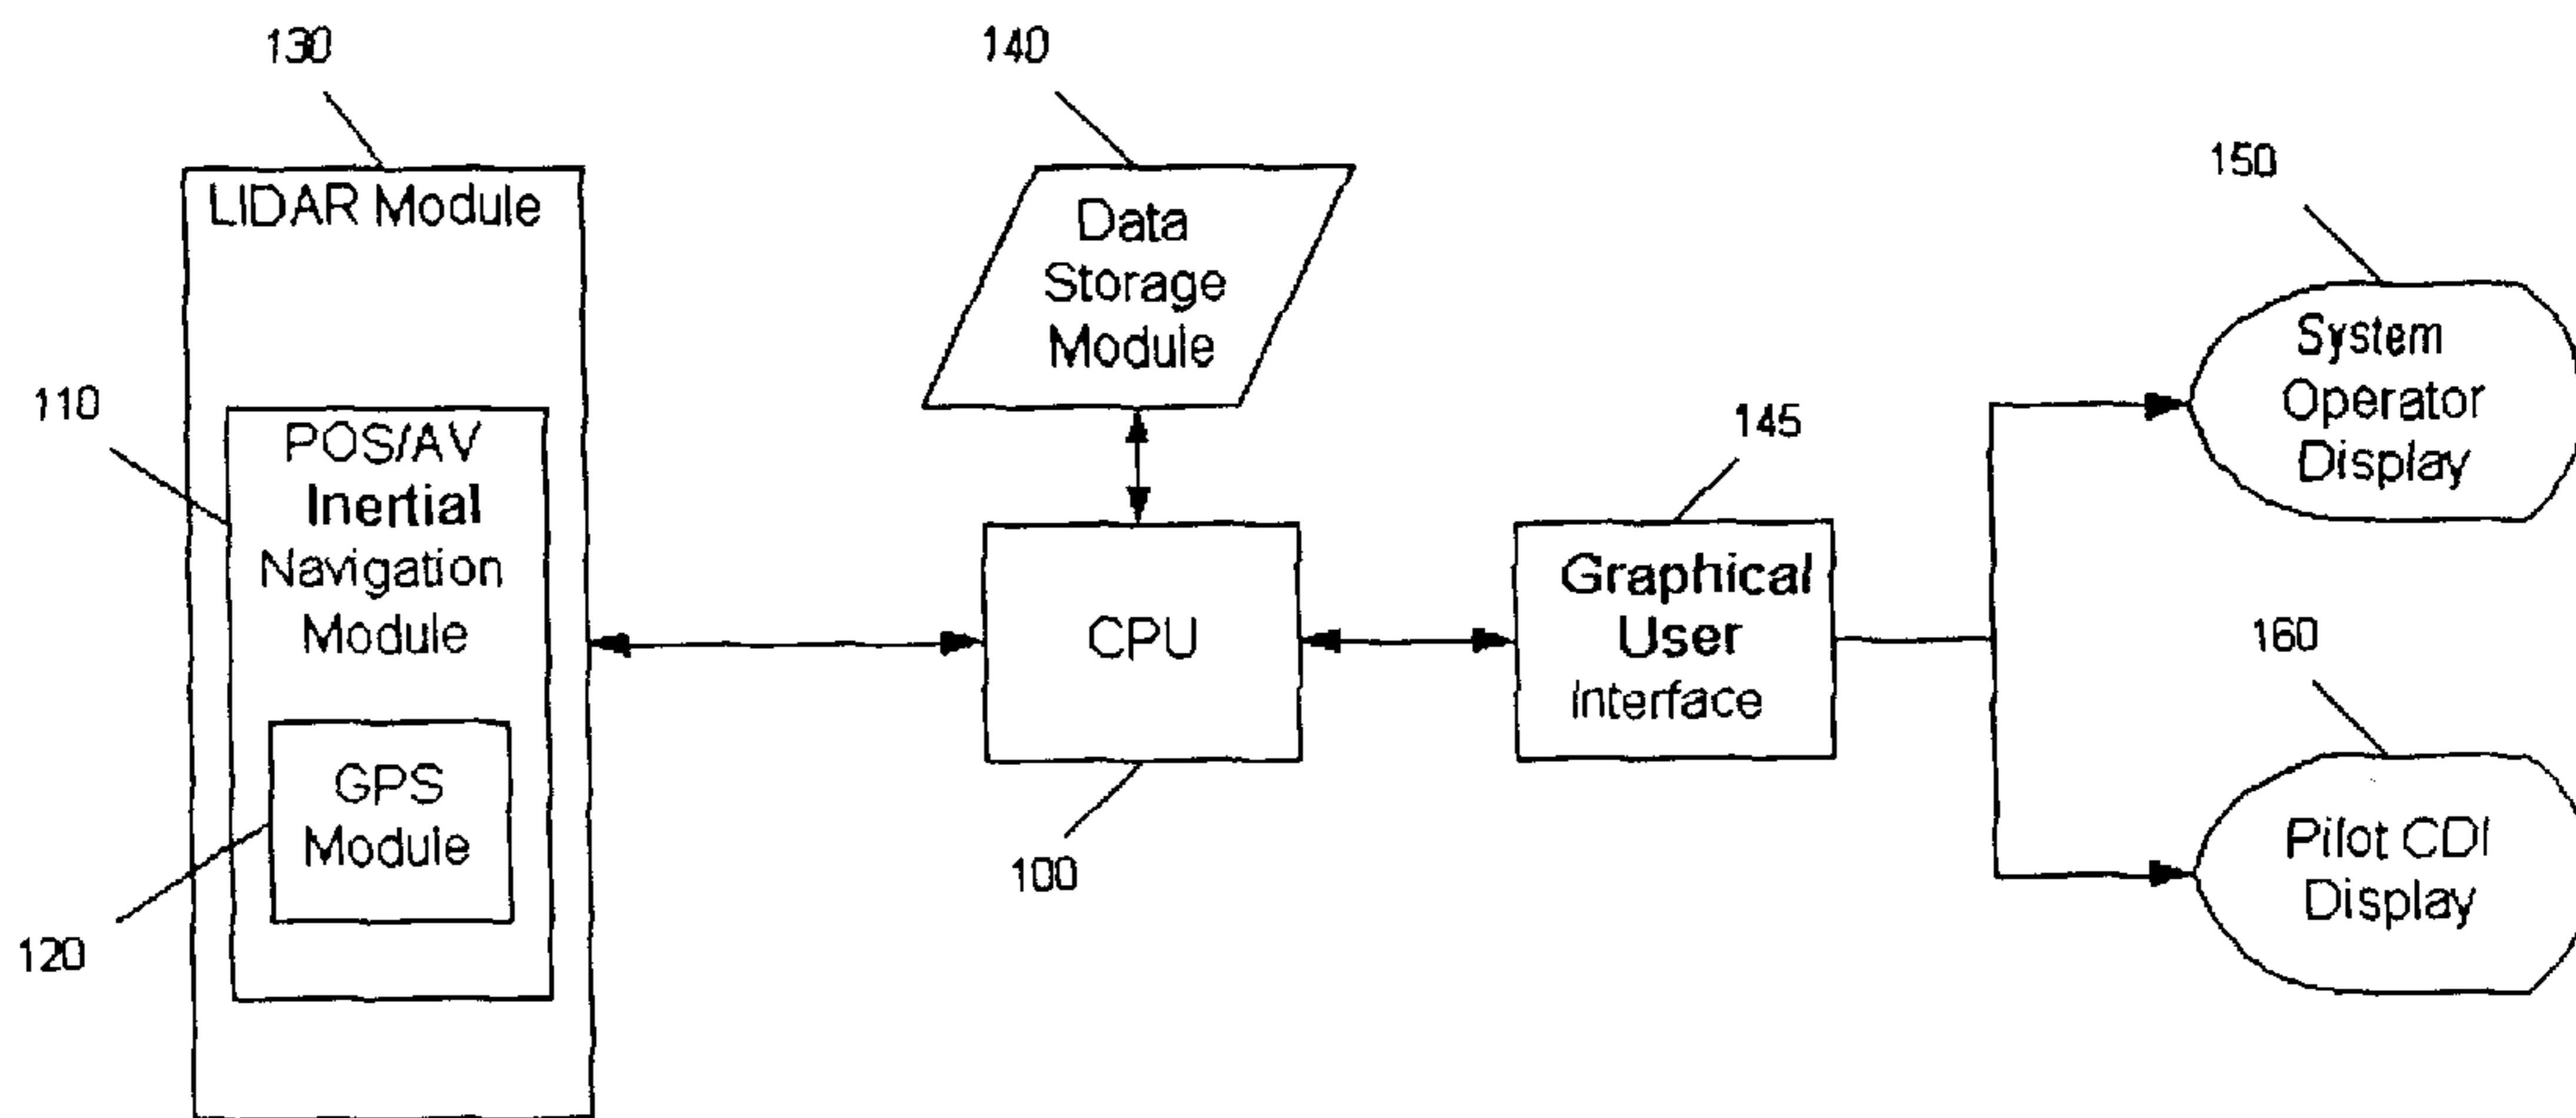 130
LIDAR Module
110
POS/AV
Inertial
Navigation
Module
GPS
Module
120
140
Data
Storage
Module
CPU
100
145
Graphical
User
Interface
150
System
Operator
Display
160
Pilot CDI
Display